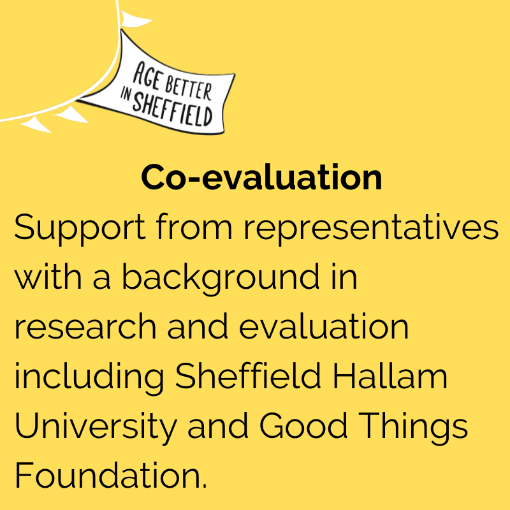 AGE BETTER
IN SHEFFIELD
Co-evaluation
Support from representatives
with a background in
research and evaluation
including Sheffield Hallam
University and Good Things
Foundation.